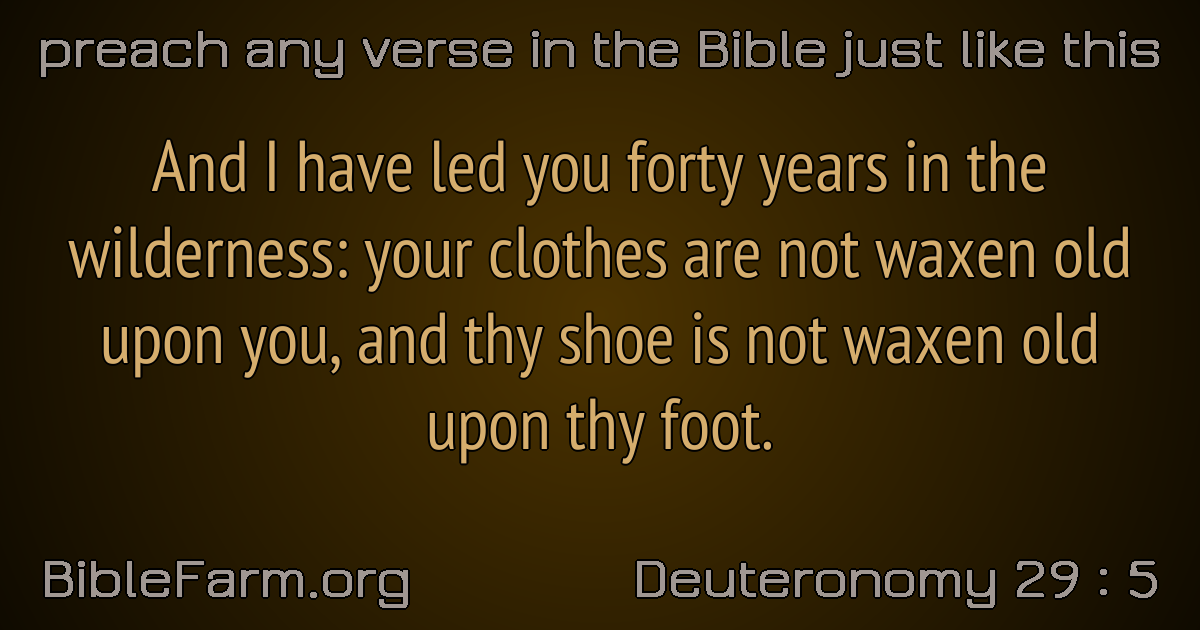 preach any verse in the Bible just like this
And I have led you forty years in the
wilderness: your clothes are not waxen old
upon you, and thy shoe is not waxen old
upon thy foot.
BibleFarm.org
Deuteronomy 29 : 5